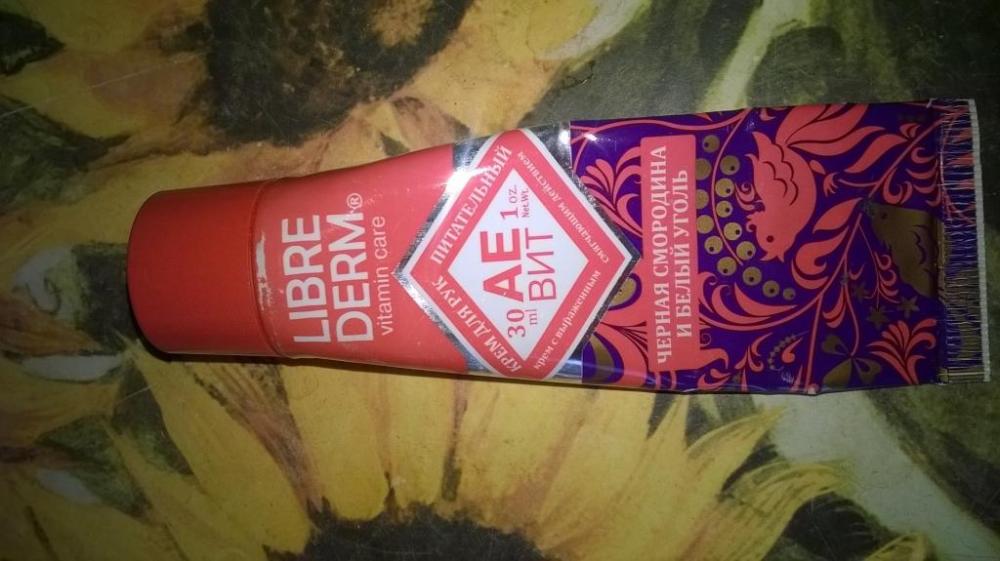 LIBRE
DERM®
vitamin care
КРЕМ ДЛЯ РУК ПИТАТЕЛЬНЫЙ
30 ml
АЕ
ВИТ
1 oz.
Net.Wt.
крем с выраженным смягчающим действием
ЧЕРНАЯ СМОРОДИНА
И БЕЛЫЙ УГОЛЬ